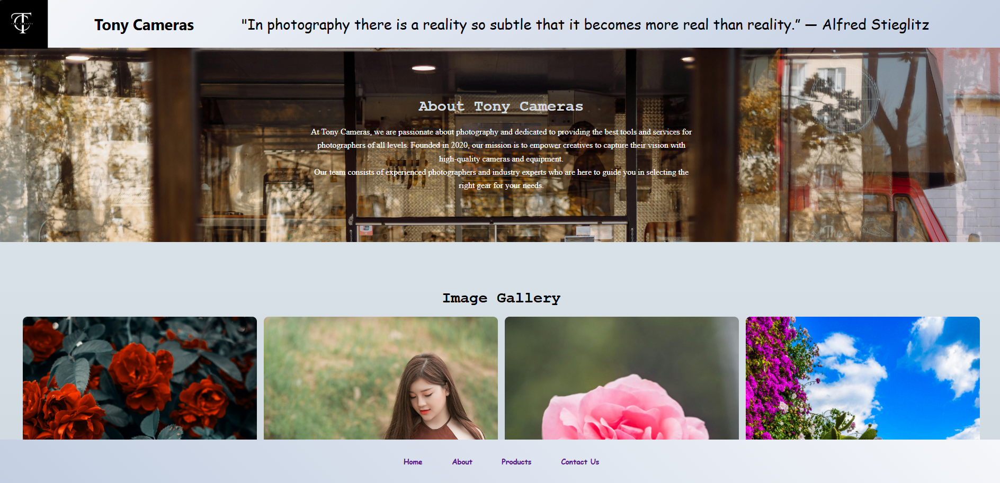 Tony Cameras
"In photography there is a reality so subtle that it becomes more real than reality.” — Alfred Stieglitz
About Tony Cameras
At Tony Cameras, we are passionate about photography and dedicated to providing the best tools and services for
photographers of all levels. Founded in 2020, our mission is to empower creatives to capture their vision with
high-quality cameras and equipment.
Our team consists of experienced photographers and industry experts who are here to guide you in selecting the
right gear for your needs.
Image Gallery
Home About Products Contact Us